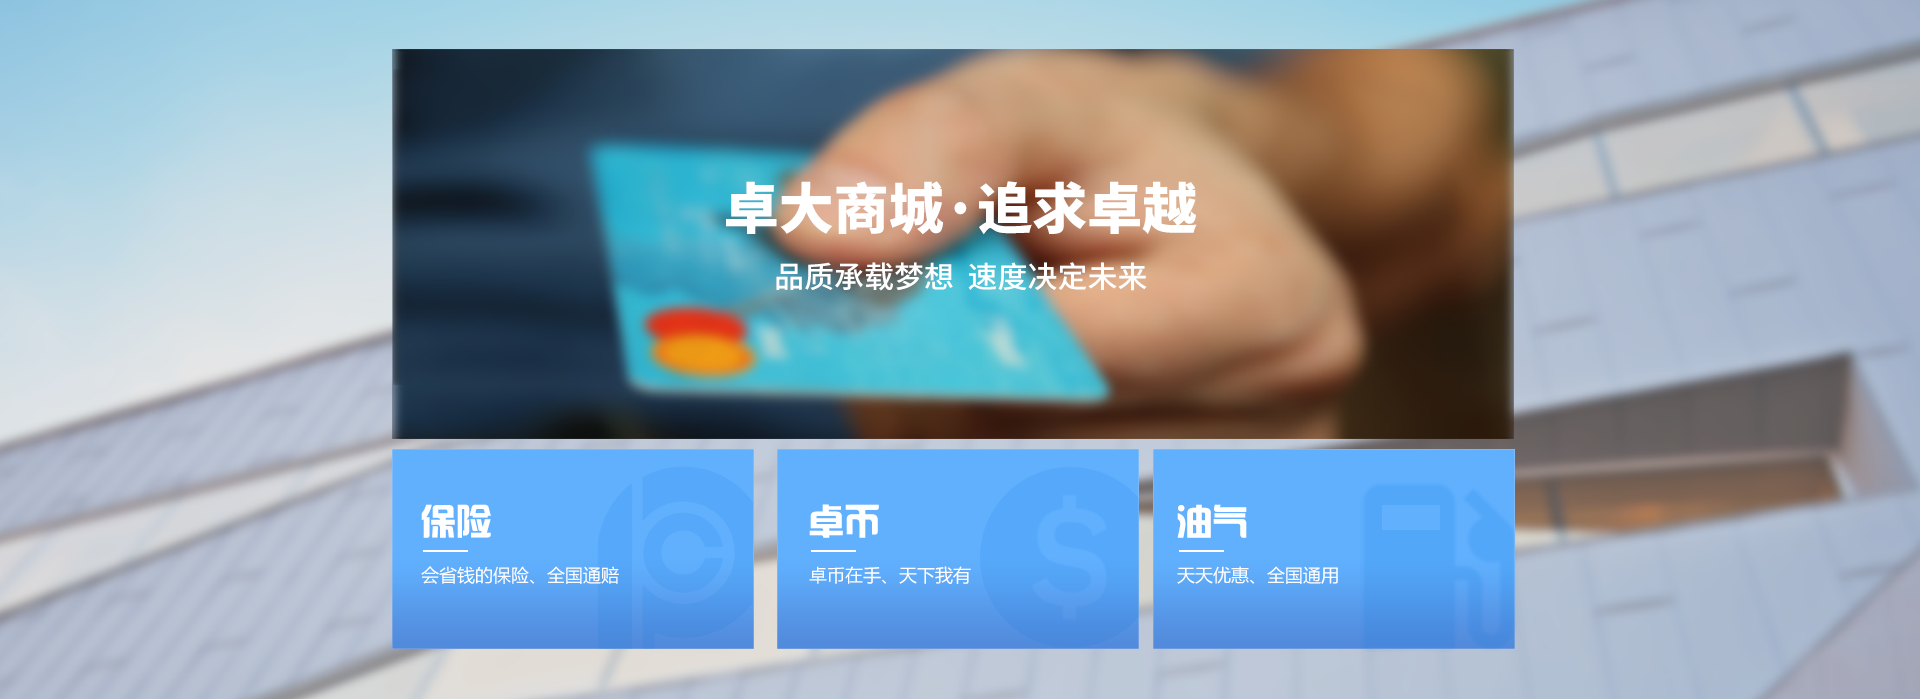 卓大商城·追求卓越
品质承载梦想 速度决定未来
保险
会省钱的保险、全国通赔
卓币
卓币在手、天下我有
油气
天天优惠、全国通用